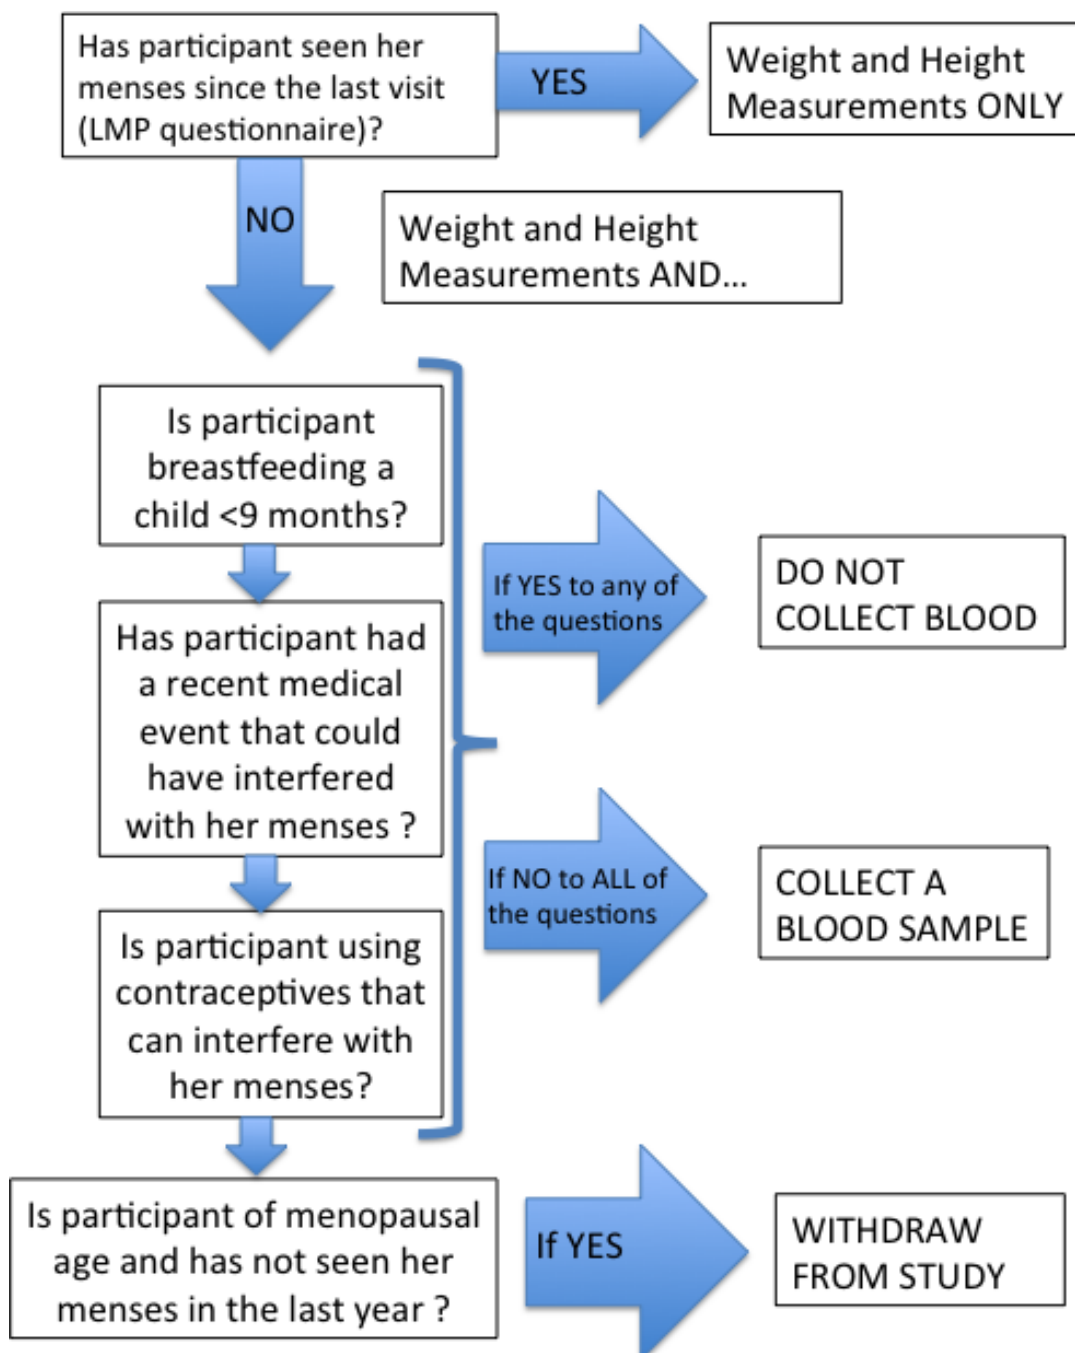 Has participant seen her
menses since the last visit
(LMP questionnaire)?
YES
Weight and Height
Measurements ONLY
NO
Weight and Height
Measurements AND...
Is participant
breastfeeding a
child <9 months?
Has participant had
a recent medical
event that could
have interfered
with her menses ?
Is participant using
contraceptives that
can interfere with
her menses?
If YES to any of
the questions
DO NOT
COLLECT BLOOD
If NO to ALL of
the questions
COLLECT A
BLOOD SAMPLE
Is participant of menopausal
age and has not seen her
menses in the last year ?
If YES
WITHDRAW
FROM STUDY